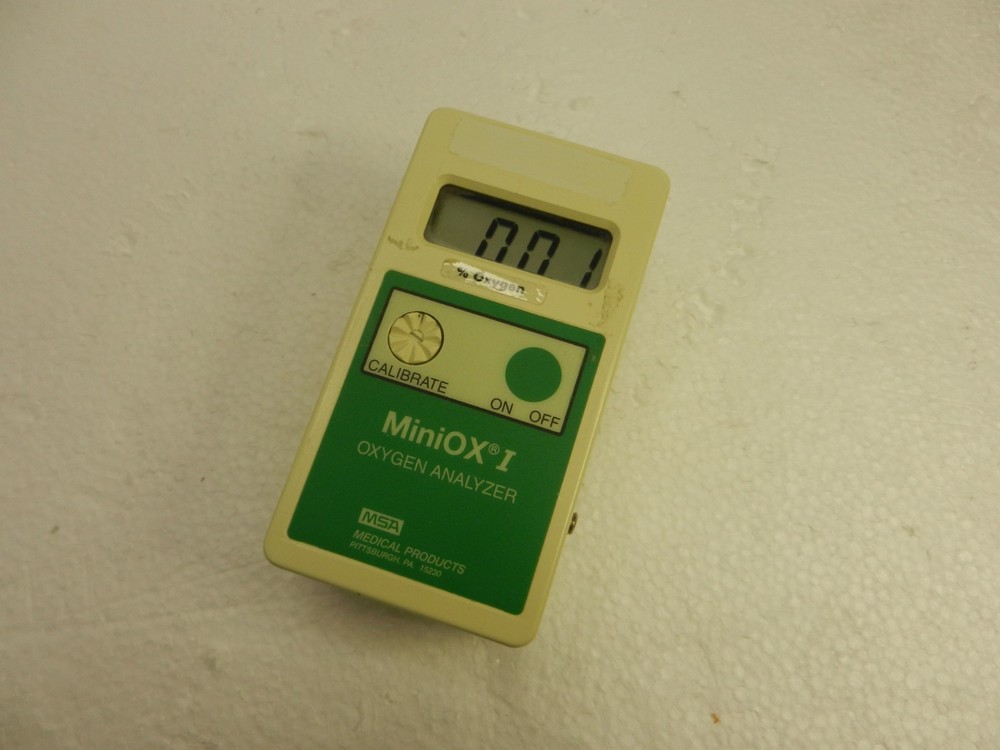 001
% Oxygen
CALIBRATE
ON OFF
MiniOX® I
OXYGEN ANALYZER
MSA
MEDICAL PRODUCTS
PITTSBURGH, PA. 15230